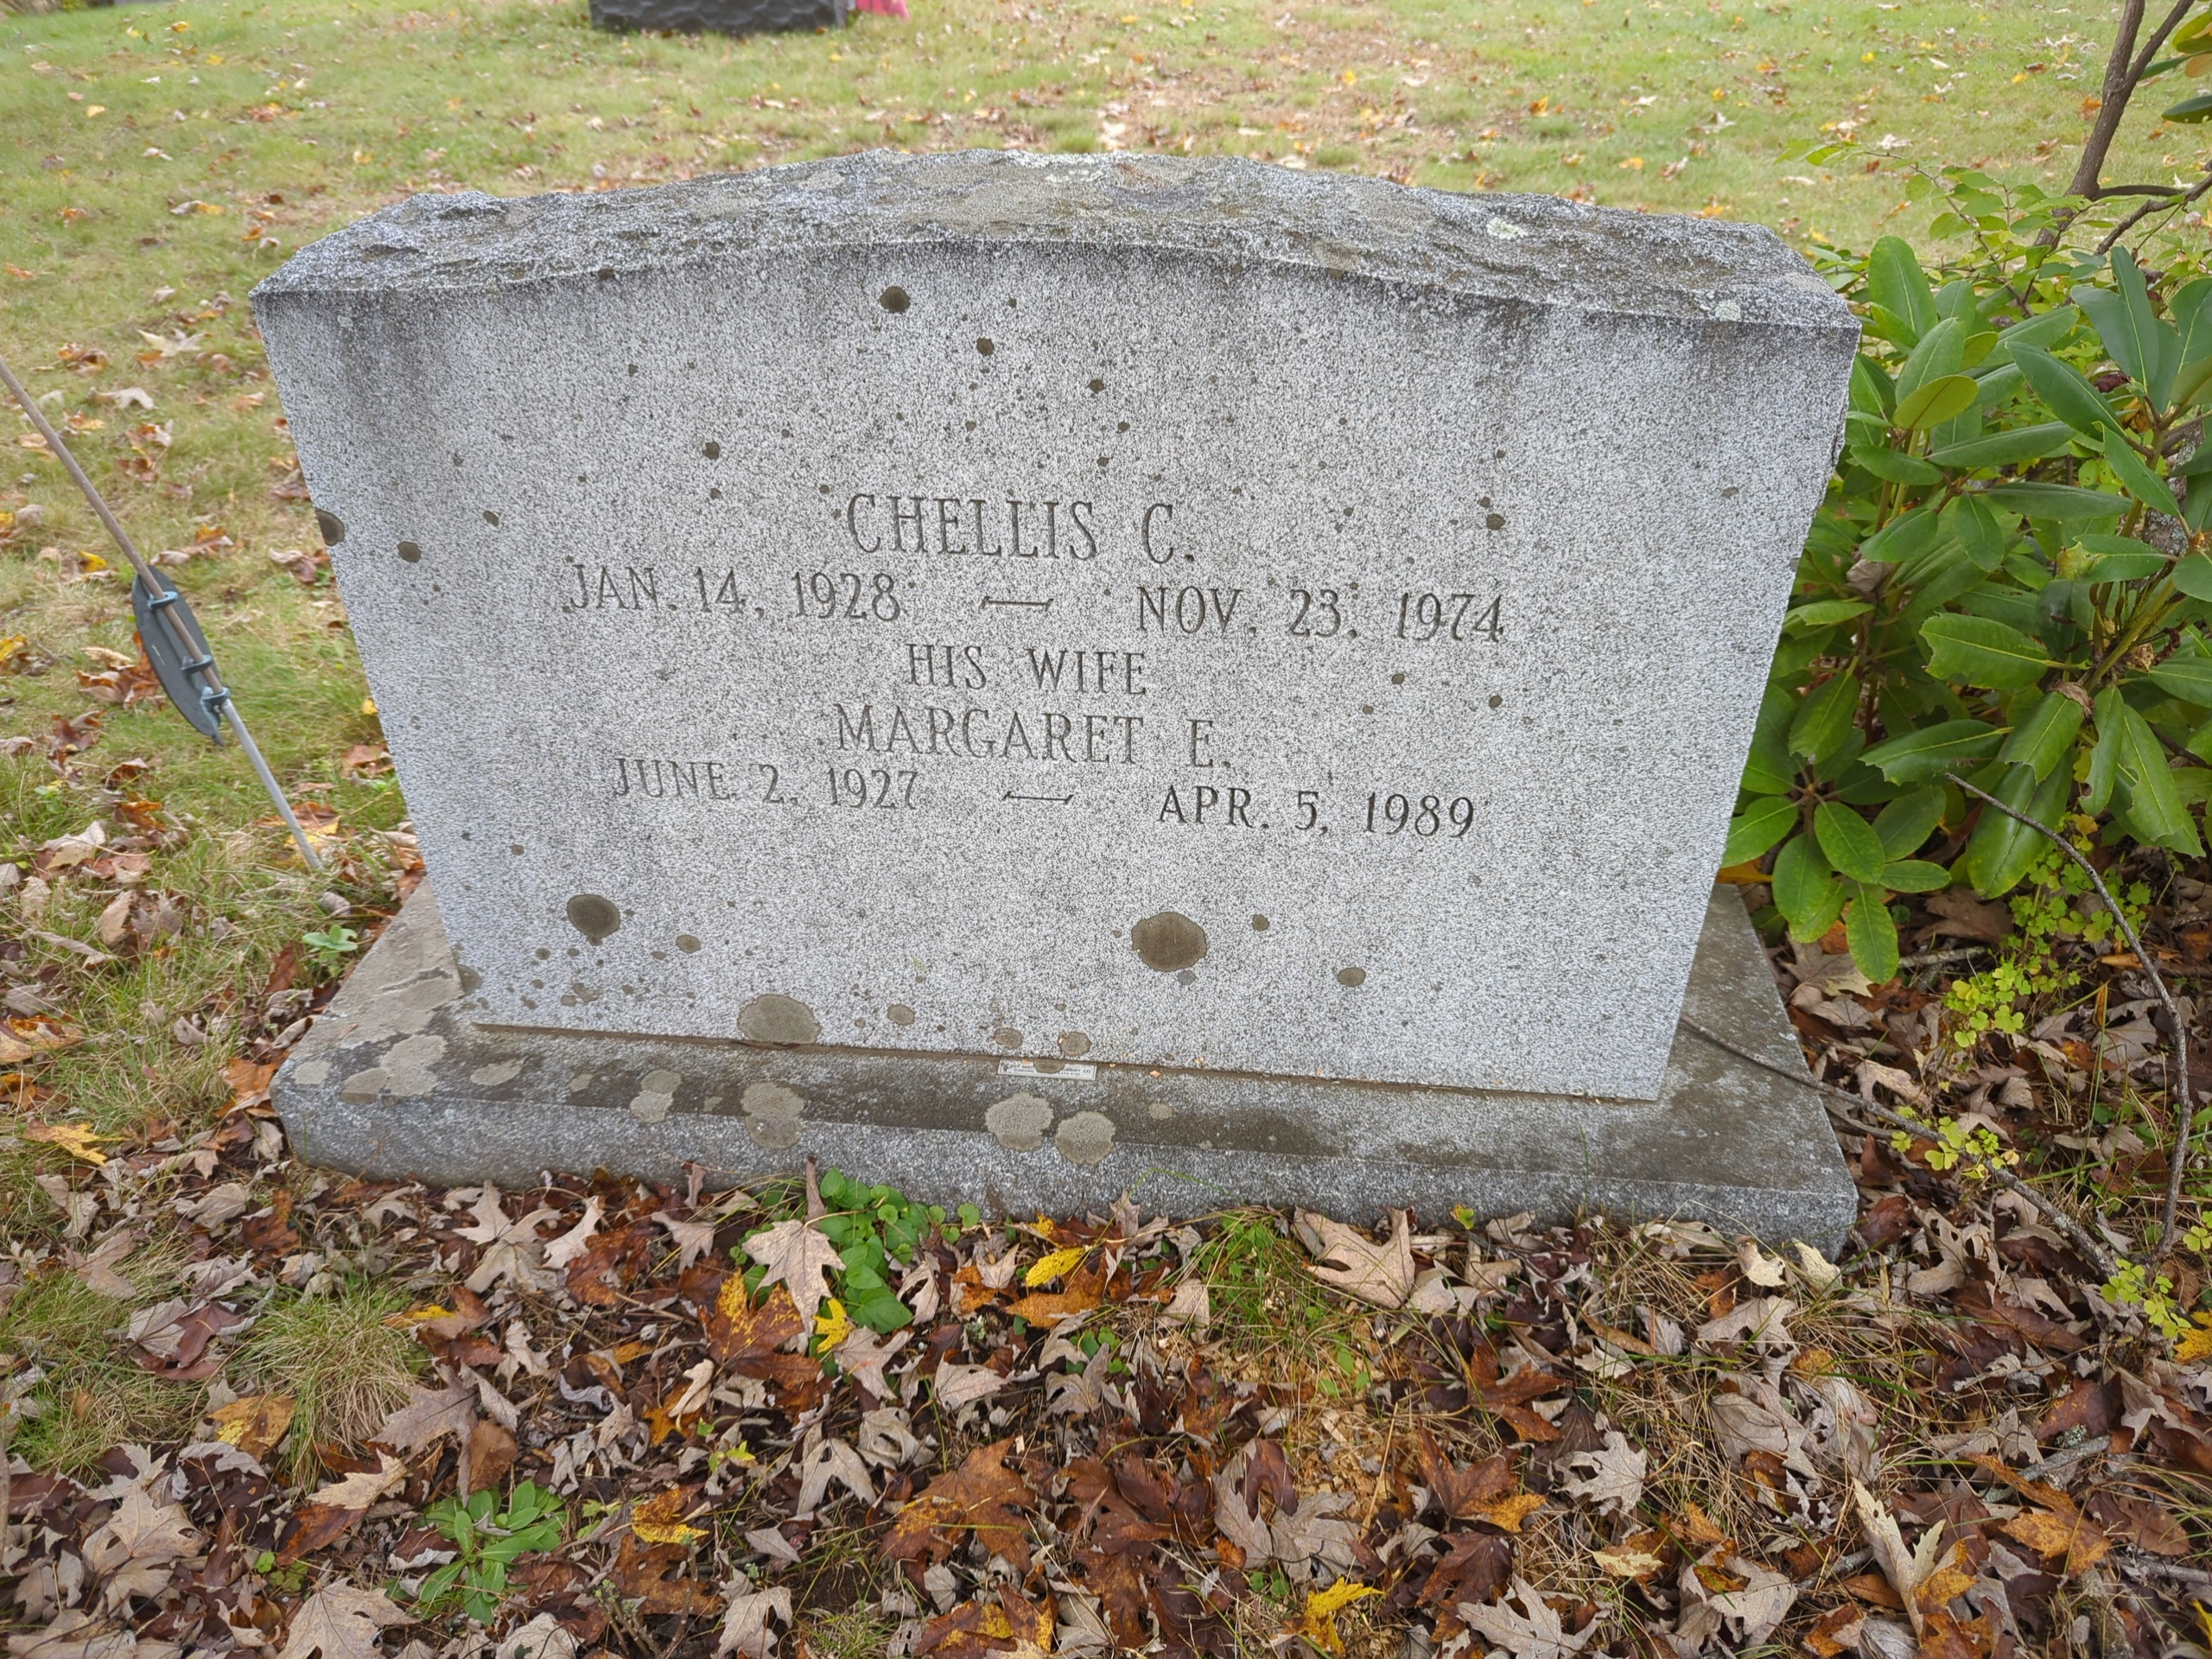 CHELLIS C.
JAN. 14, 1928 — NOV. 23, 1974
HIS WIFE
MARGARET E.
JUNE 2, 1927 — APR. 5, 1989